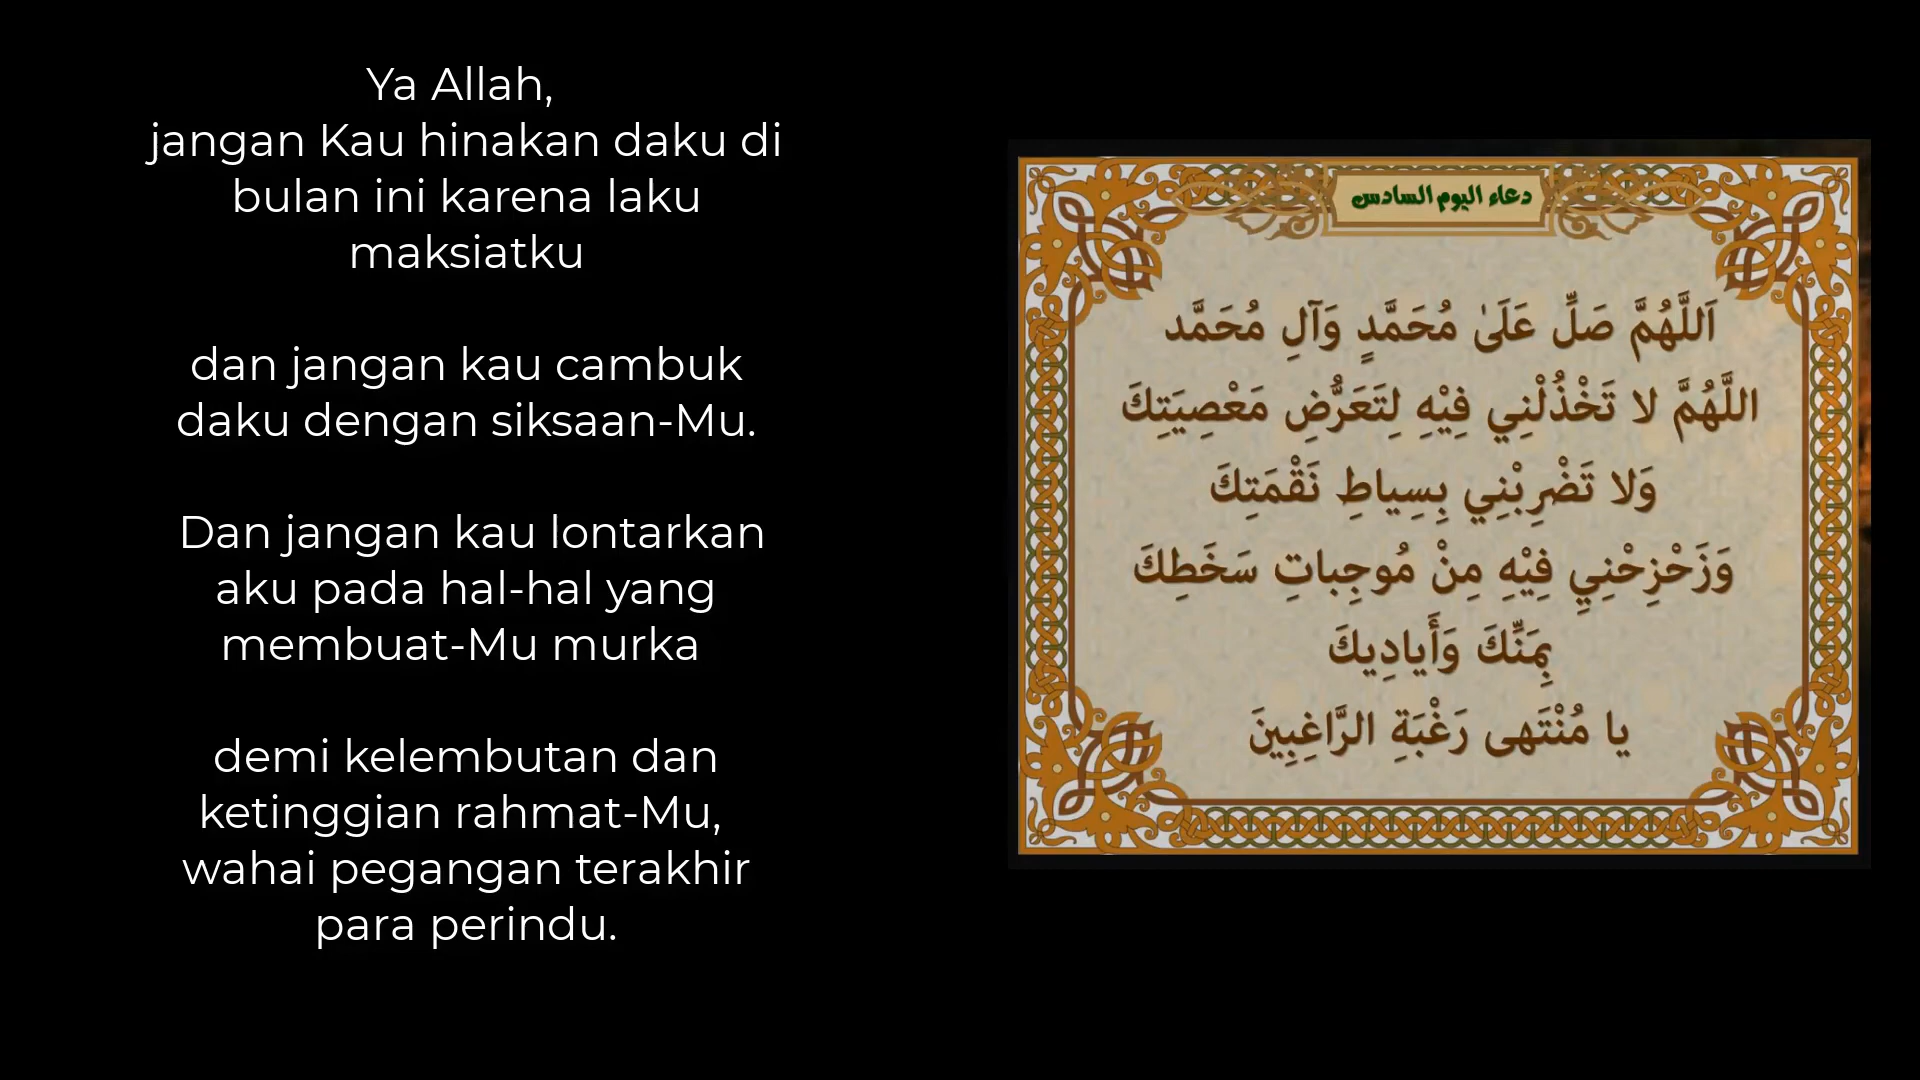 Ya Allah,
jangan Kau hinakan daku di
bulan ini karena laku
maksiatku
dan jangan kau cambuk
daku dengan siksaan-Mu.
Dan jangan kau lontarkan
aku pada hal-hal yang
membuat-Mu murka
demi kelembutan dan
ketinggian rahmat-Mu,
wahai pegangan terakhir
para perindu.
دعاء اليوم السادس
اَللَّهُمَّ صَلِّ عَلَىٰ مُحَمَّدٍ وَآلِ مُحَمَّد
اللَّهُمَّ لا تَخْذُلْنِي فِيْهِ لِتَعَرُّضِ مَعْصِيَتِكَ
وَلا تَضْرِبْنِي بِسِياطِ نَقْمَتِكَ
وَزَحْزِحْنِي فِيْهِ مِنْ مُوجِباتِ سَخَطِكَ
بِمَنِّكَ وَأَيادِيكَ
يا مُنْتَهى رَغْبَةِ الرَّاغِبِينَ